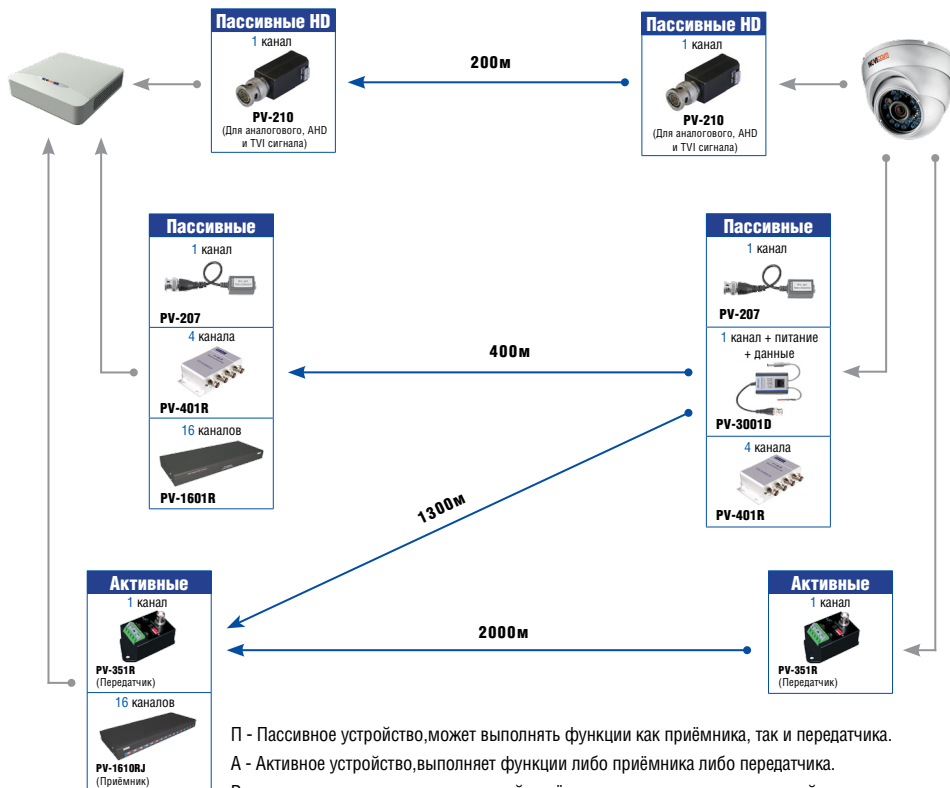 Пассивные HD
1 канал
PV-210
(Для аналогового, AHD
и TVI сигнала)
200м
Пассивные HD
1 канал
PV-210
(Для аналогового, AHD
и TVI сигнала)
Пассивные
1 канал
PV-207
4 канала
PV-401R
16 каналов
PV-1601R
400м
Пассивные
1 канал
PV-207
1 канал + питание
+ данные
PV-3001D
4 канала
PV-401R
1300м
Активные
1 канал
PV-351R
(Передатчик)
16 каналов
PV-1610RJ
(Приёмник)
2000м
Активные
1 канал
PV-351R
(Передатчик)
П - Пассивное устройство,может выполнять функции как приёмника, так и передатчика.
А - Активное устройство,выполняет функции либо приёмника либо передатчика.